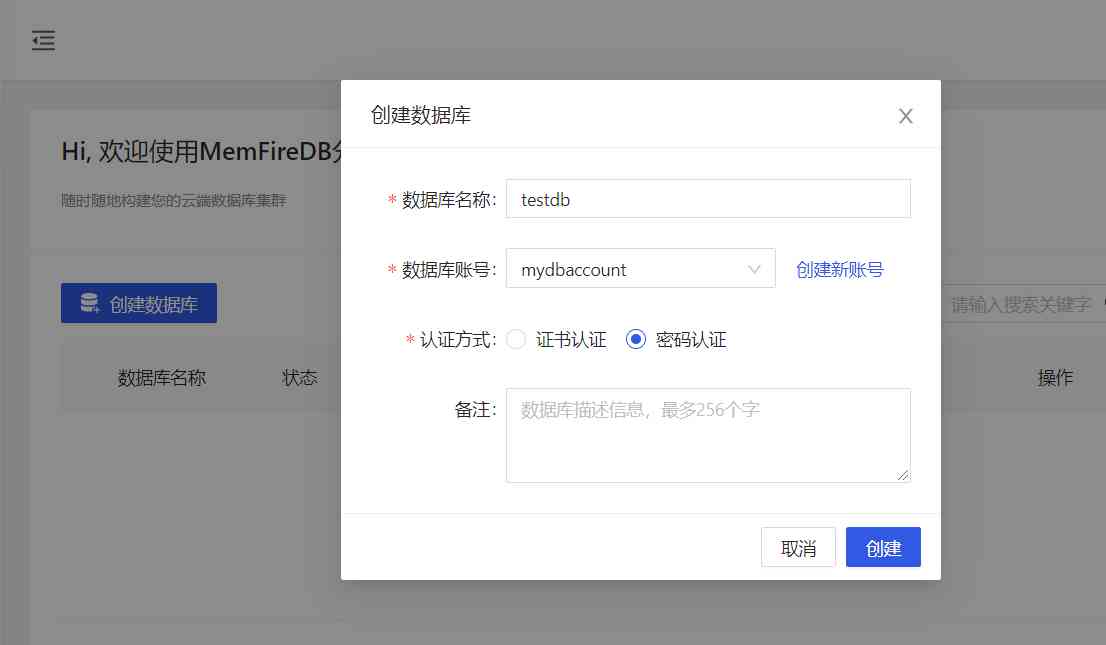 Hi, 欢迎使用MemFireDB
随时随地构建您的云端数据库集群
创建数据库
请输入搜索关键字
数据库名称 状态 操作
创建数据库
* 数据库名称: testdb
* 数据库账号: mydbaccount 创建新账号
* 认证方式: 证书认证 密码认证
备注: 数据库描述信息，最多256个字
取消 创建